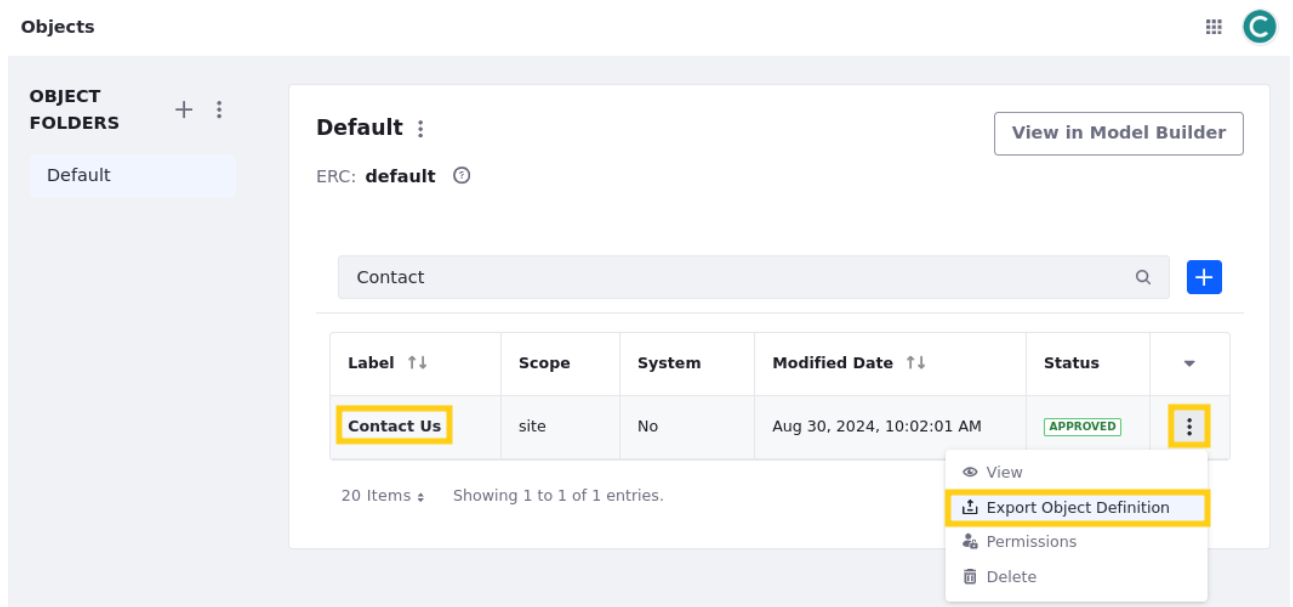 Objects
C
OBJECT
FOLDERS
Default
Default
View in Model Builder
ERC: default
Contact
Label Scope System Modified Date Status
Contact Us site No Aug 30, 2024, 10:02:01 AM APPROVED
View
20 Items Showing 1 to 1 of 1 entries.
Export Object Definition
Permissions
Delete